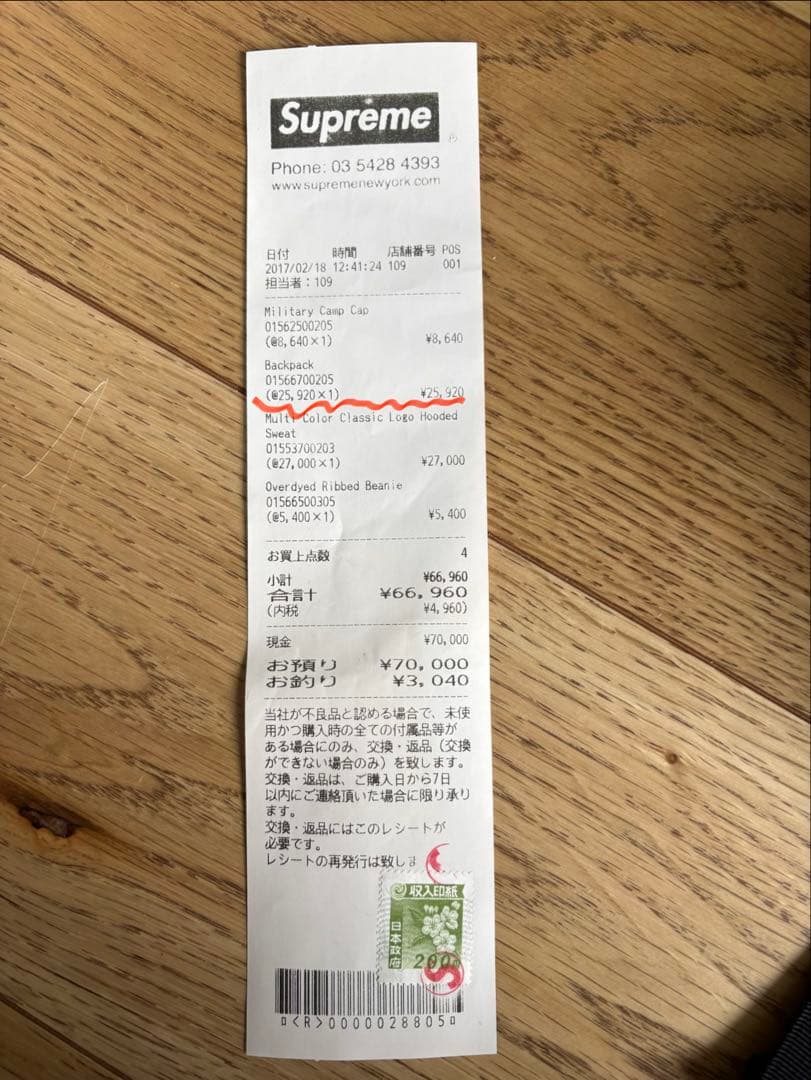 Supreme
Phone: 03 5428 4393
www.supremenewyork.com
日付 時間 店舗番号 POS
2017/02/18 12:41:24 109 001
担当者:109
Military Camp Cap
01562500205
(@8,640×1) ¥8,640
Backpack
01566700205
(@25,920×1) ¥25,920
Multi Color Classic Logo Hooded
Sweat
01553700203
(@27,000×1) ¥27,000
Overdyed Ribbed Beanie
01566500305
(@5,400×1) ¥5,400
お買上点数 4
小計 ¥66,960
合計 ¥66,960
(内税 ¥4,960)
現金 ¥70,000
お預り ¥70,000
お釣り ¥3,040
当社が不良品と認める場合で、未使
用かつ購入時の全ての付属品等が
ある場合にのみ、交換・返品(交換
ができない場合のみ)を致します。
交換・返品は、ご購入日から7日
以内にご連絡頂いた場合に限り承り
ます。
交換・返品にはこのレシートが
必要です。
レシートの再発行は致しま
収入印紙
日本政府
200
S
¤<R>0000028805¤